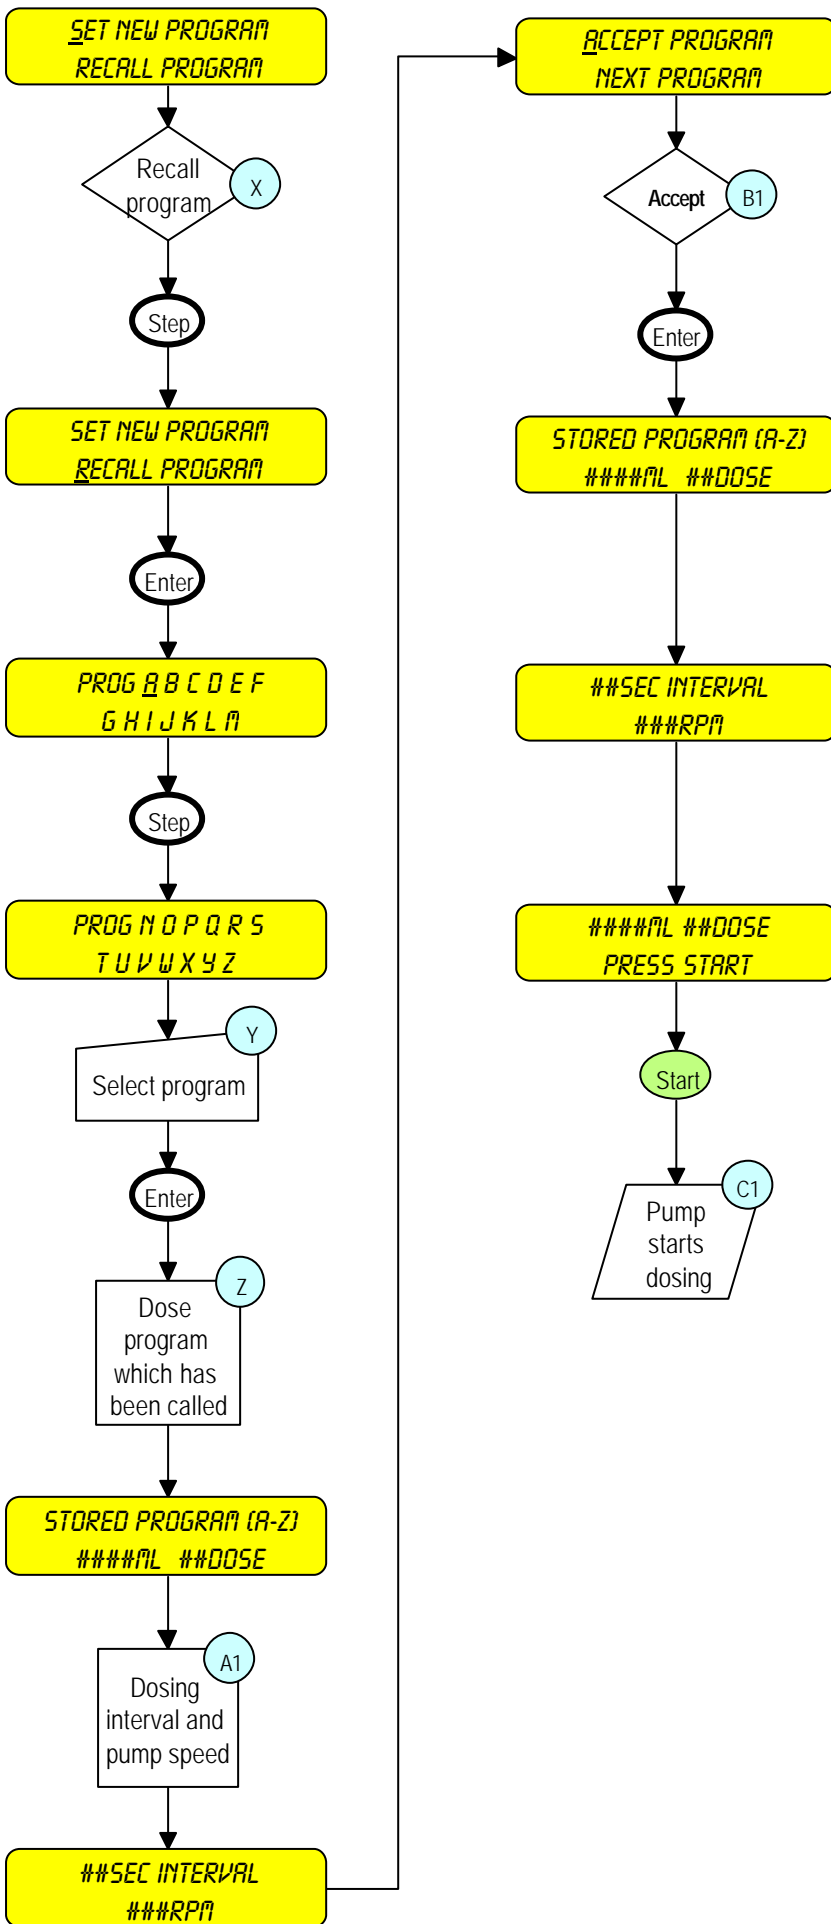 SET NEW PROGRAM
RECALL PROGRAM
Recall
program
X
Step
SET NEW PROGRAM
RECALL PROGRAM
Enter
PROG A B C D E F
G H I J K L M
Step
PROG N O P Q R S
T U V W X Y Z
Y
Select program
Enter
Z
Dose
program
which has
been called
STORED PROGRAM (A-Z)
####ML ##DOSE
A1
Dosing
interval and
pump speed
##SEC INTERVAL
###RPM
ACCEPT PROGRAM
NEXT PROGRAM
Accept
B1
Enter
STORED PROGRAM (A-Z)
####ML ##DOSE
##SEC INTERVAL
###RPM
####ML ##DOSE
PRESS START
Start
C1
Pump
starts
dosing